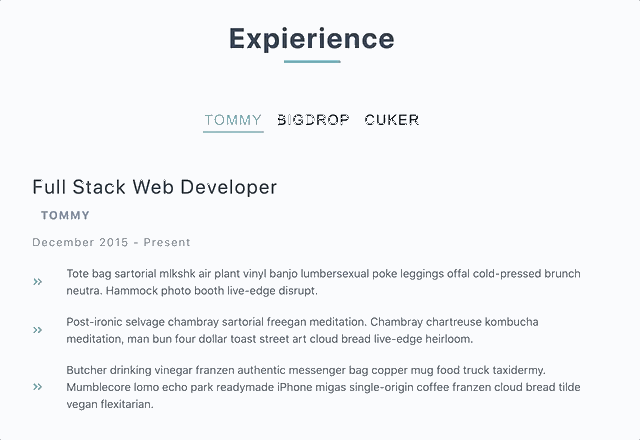 Expierience
TOMMY BIGDROP CUKER
Full Stack Web Developer
TOMMY
December 2015 - Present
Tote bag sartorial mlkshk air plant vinyl banjo lumbersexual poke leggings offal cold-pressed brunch
neutra. Hammock photo booth live-edge disrupt.
Post-ironic selvage chambray sartorial freegan meditation. Chambray chartreuse kombucha
meditation, man bun four dollar toast street art cloud bread live-edge heirloom.
Butcher drinking vinegar franzen authentic messenger bag copper mug food truck taxidermy.
Mumblecore lomo echo park readymade iPhone migas single-origin coffee franzen cloud bread tilde
vegan flexitarian.